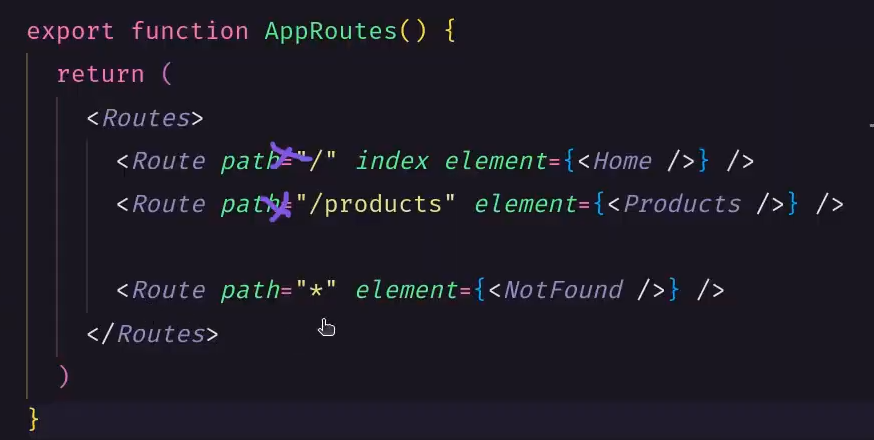 export function AppRoutes() {
return (
<Routes>
<Route path="/" index element={<Home />} />
<Route path="/products" element={<Products />} />
<Route path="*" element={<NotFound />} />
</Routes>
)
}